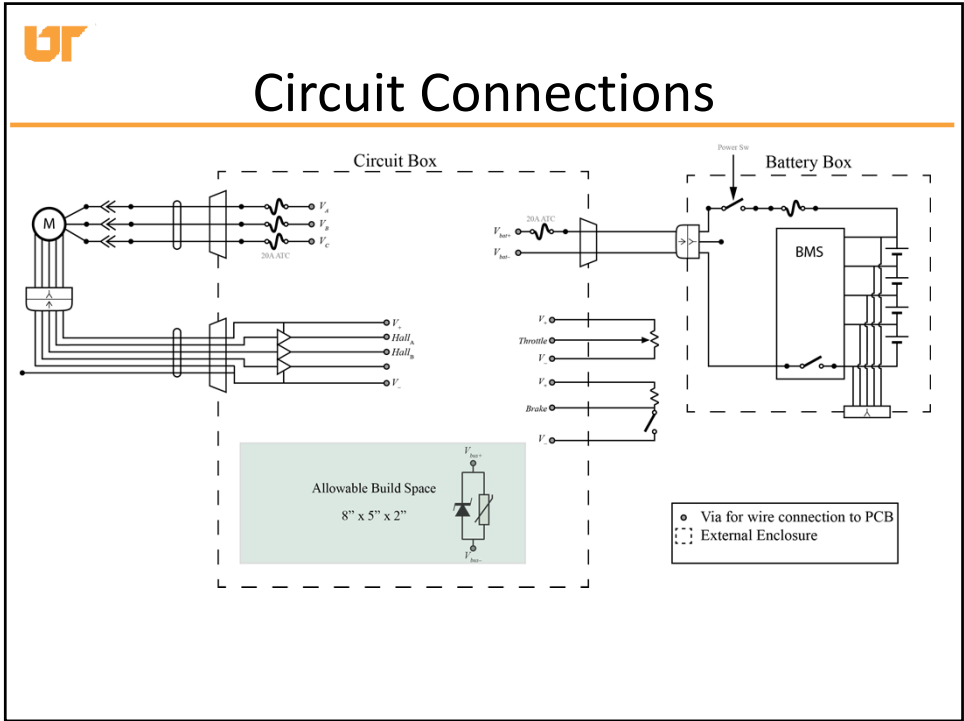 UT
Circuit Connections
Circuit Box
Power Sw
Battery Box
M
V_A
V_B
V_C
20A ATC
20A ATC
V_bat+
V_bat-
BMS
V_+
Hall_A
Hall_B
V_-
V_+
Throttle
V_-
V_+
Brake
V_-
V_bus+
Allowable Build Space
8” x 5” x 2”
V_bus-
Via for wire connection to PCB
External Enclosure